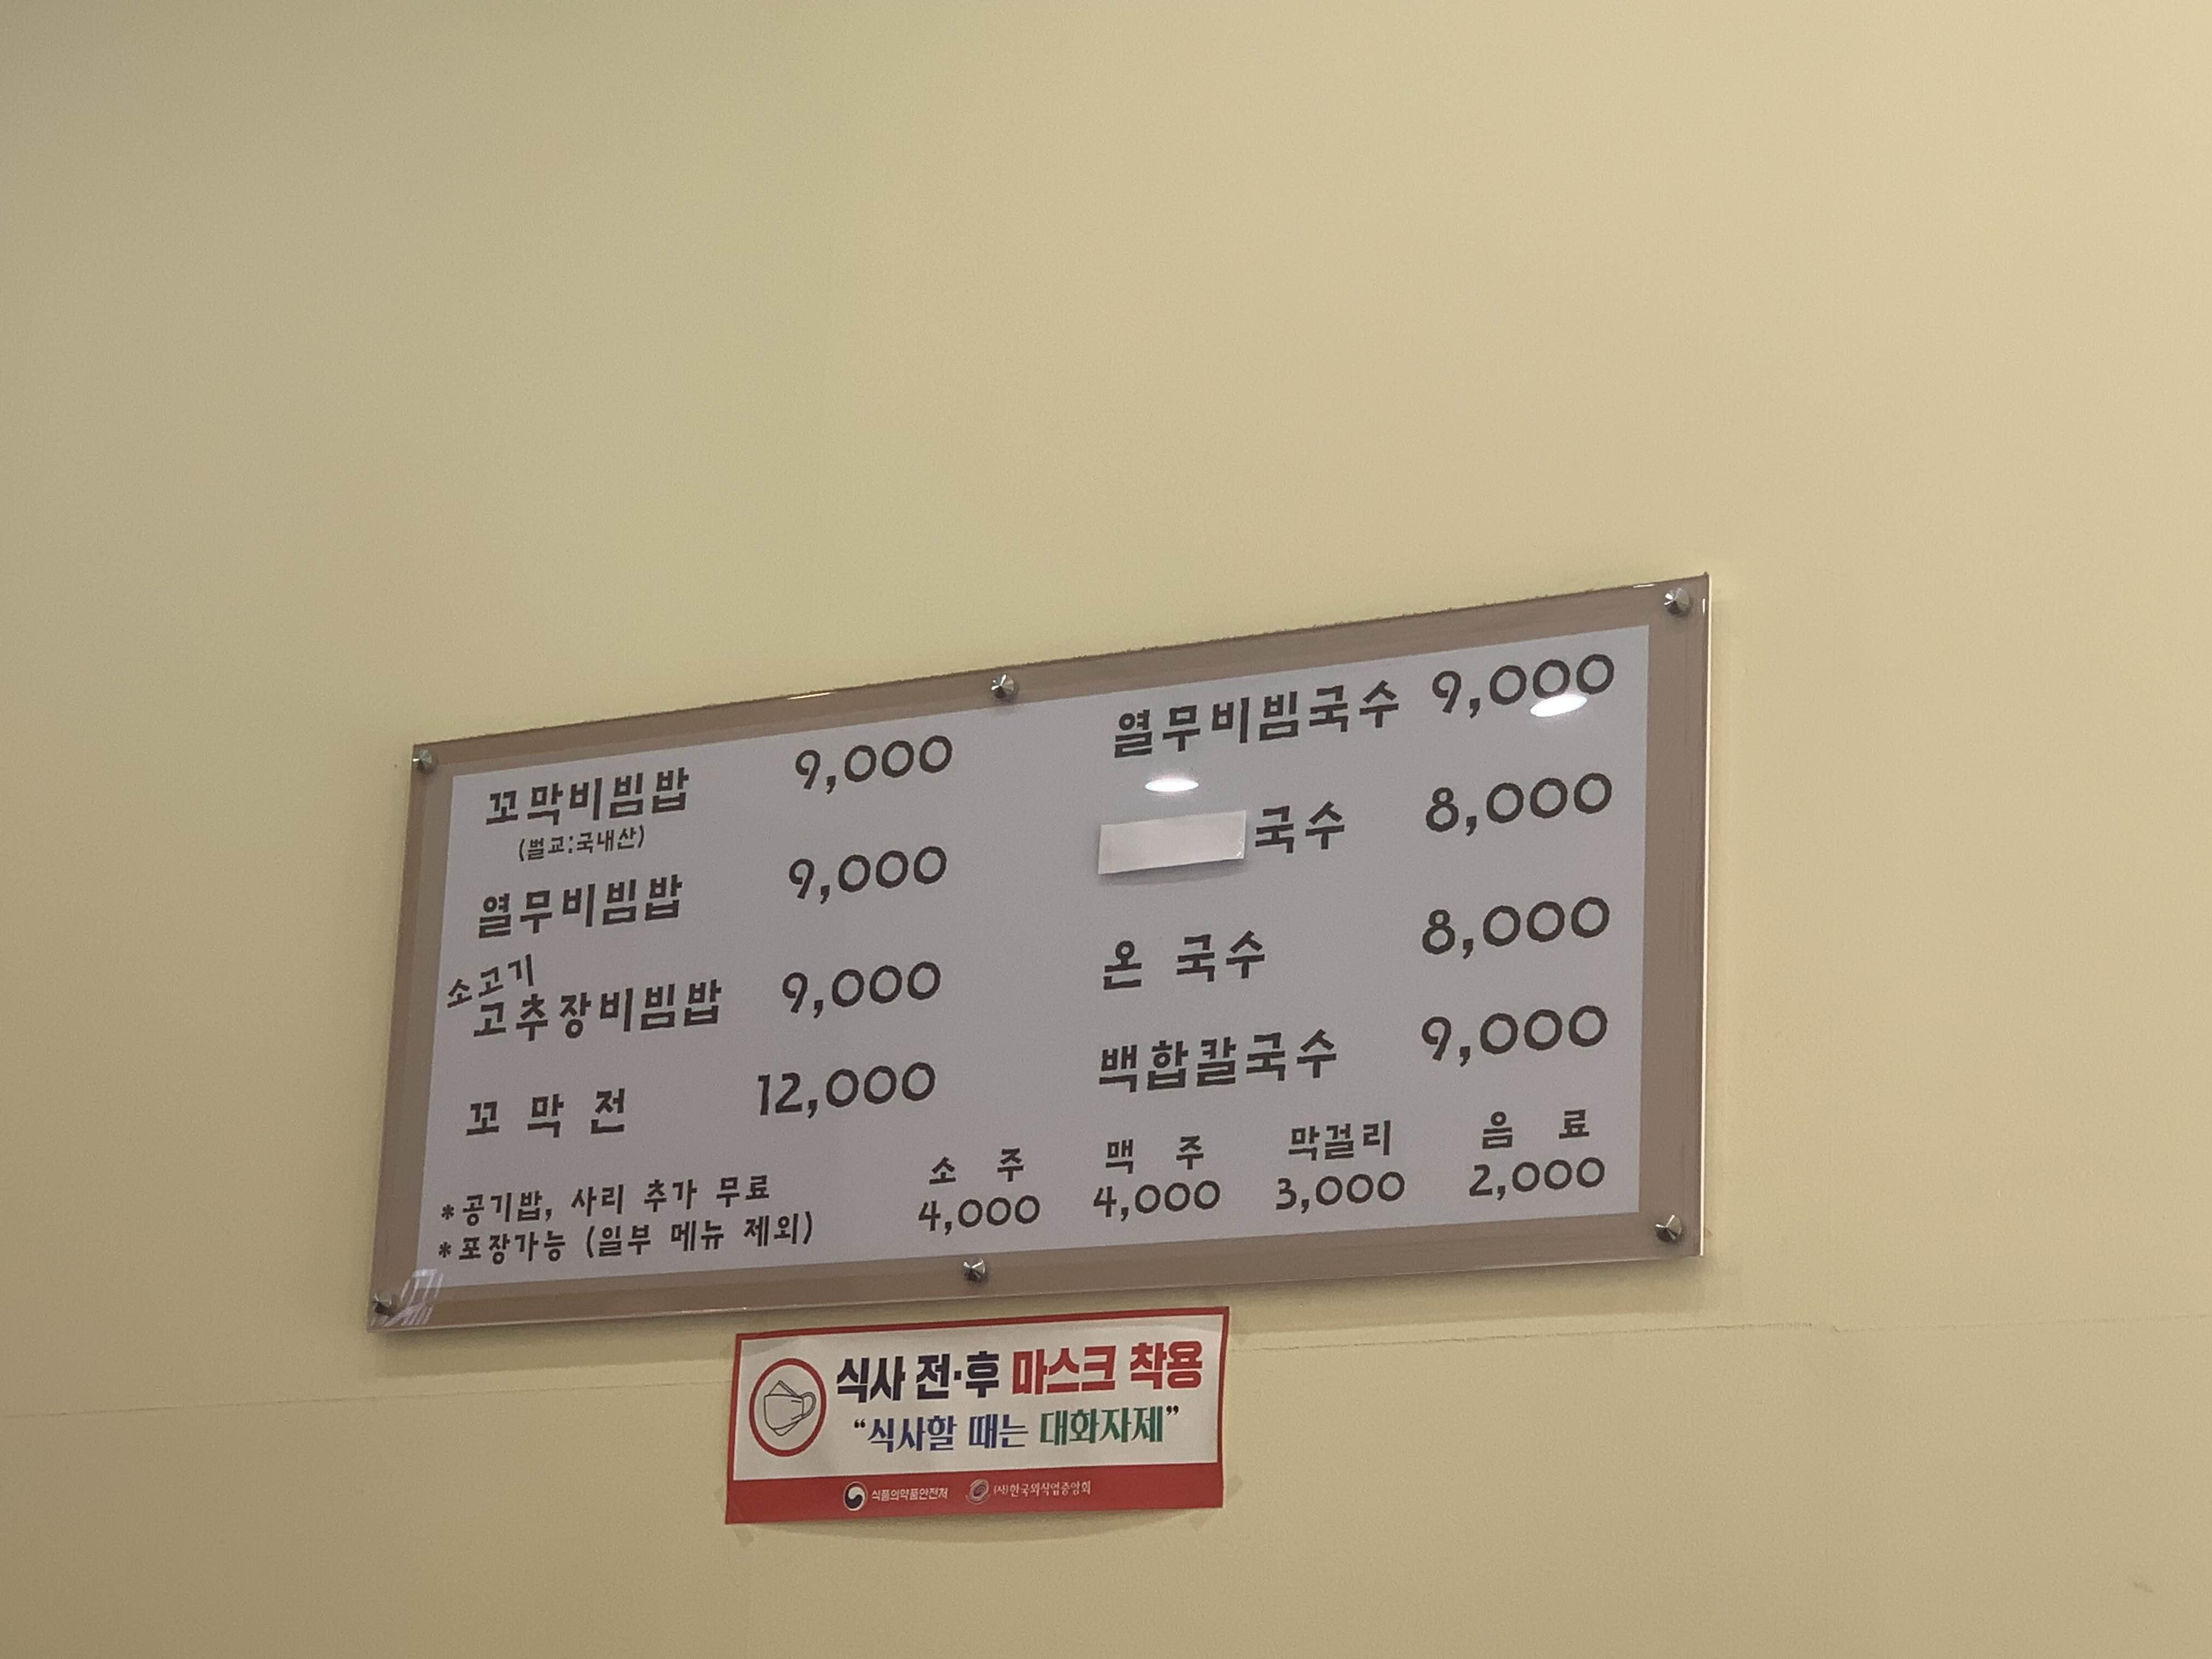 꼬막비빔밥 9,000
(벌교:국내산)
열무비빔밥 9,000
소고기
고추장비빔밥 9,000
꼬 막 전 12,000
열무비빔국수 9,000
국수 8,000
온 국수 8,000
백합칼국수 9,000
*공기밥, 사리 추가 무료
*포장가능 (일부 메뉴 제외)
소 주 맥 주 막걸리 음 료
4,000 4,000 3,000 2,000
식사 전·후 마스크 착용
“식사할 때는 대화자제”
식품의약품안전처 (사)한국외식업중앙회